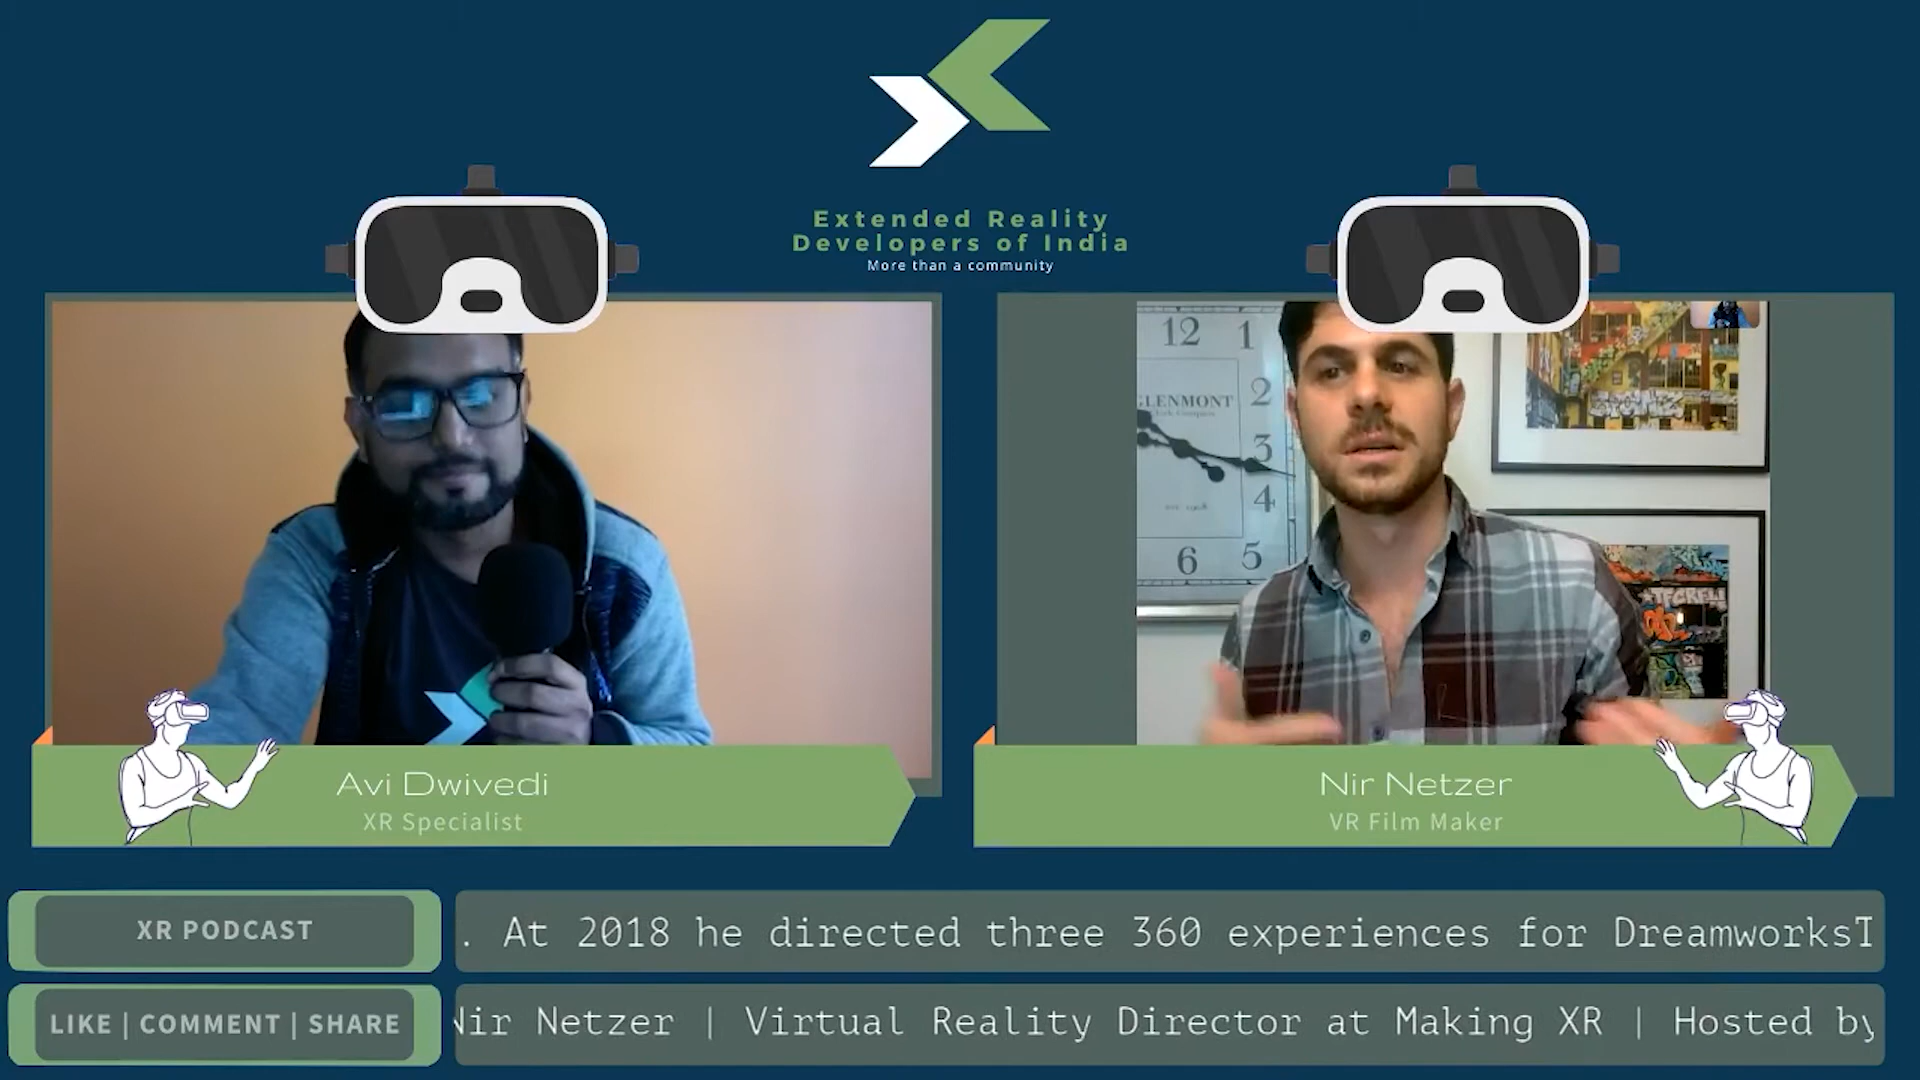 Extended Reality
Developers of India
More than a community
12 1
2
GLENMONT
3
4
6 5
Avi Dwivedi
XR Specialist
Nir Netzer
VR Film Maker
XR PODCAST
. At 2018 he directed three 360 experiences for DreamworksT
LIKE | COMMENT | SHARE
Nir Netzer | Virtual Reality Director at Making XR | Hosted by